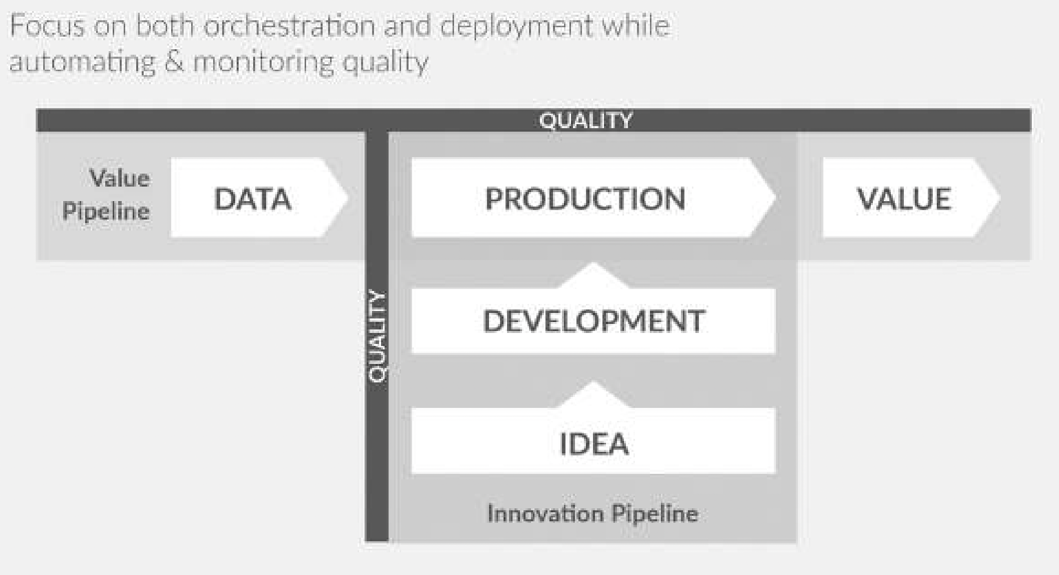 Focus on both orchestration and deployment while
automating & monitoring quality
QUALITY
Value
Pipeline
DATA
PRODUCTION
VALUE
QUALITY
DEVELOPMENT
IDEA
Innovation Pipeline